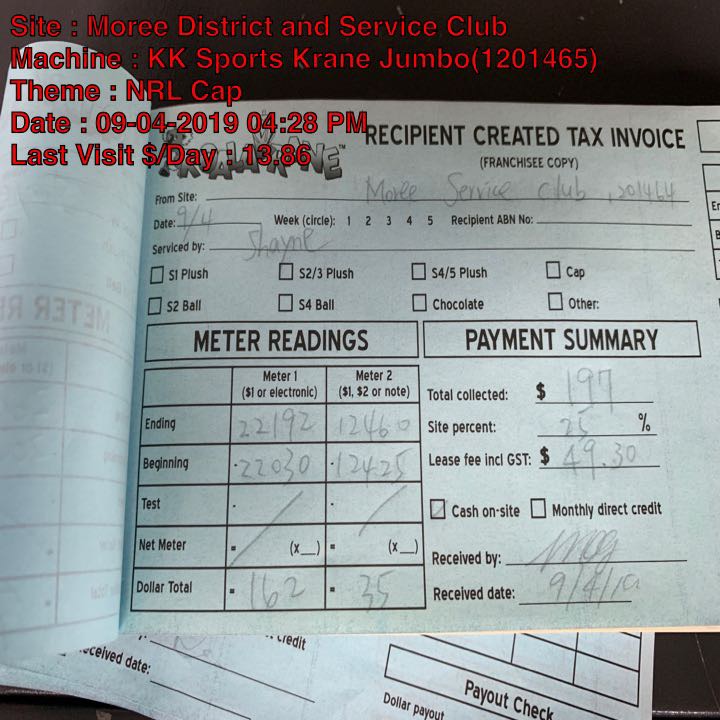 Site : Moree District and Service Club
Machine : KK Sports Krane Jumbo(1201465)
Theme : NRL Cap
Date : 09-04-2019 04:28 PM
Last Visit $/Day : 13.86
RECIPIENT CREATED TAX INVOICE
(FRANCHISEE COPY)
From Site: Moree Service Club, 1201464
Date: 9/4 Week (circle): 1 2 3 4 5 Recipient ABN No:
Serviced by: Shayne
S1 Plush S2/3 Plush S4/5 Plush Cap
S2 Ball S4 Ball Chocolate Other:
METER READINGS
Meter 1 Meter 2
($1 or electronic) ($1, $2 or note)
Ending 22192 12460
Beginning 22030 12425
Test - -
Net Meter = (x__) = (x__)
Dollar Total = 162 = 35
PAYMENT SUMMARY
Total collected: $ 197
Site percent: 25 %
Lease fee incl GST: $ 49.30
Cash on-site Monthly direct credit
Received by:
Received date: 9/4/19
credit
eceived date:
Payout Check
Dollar payout